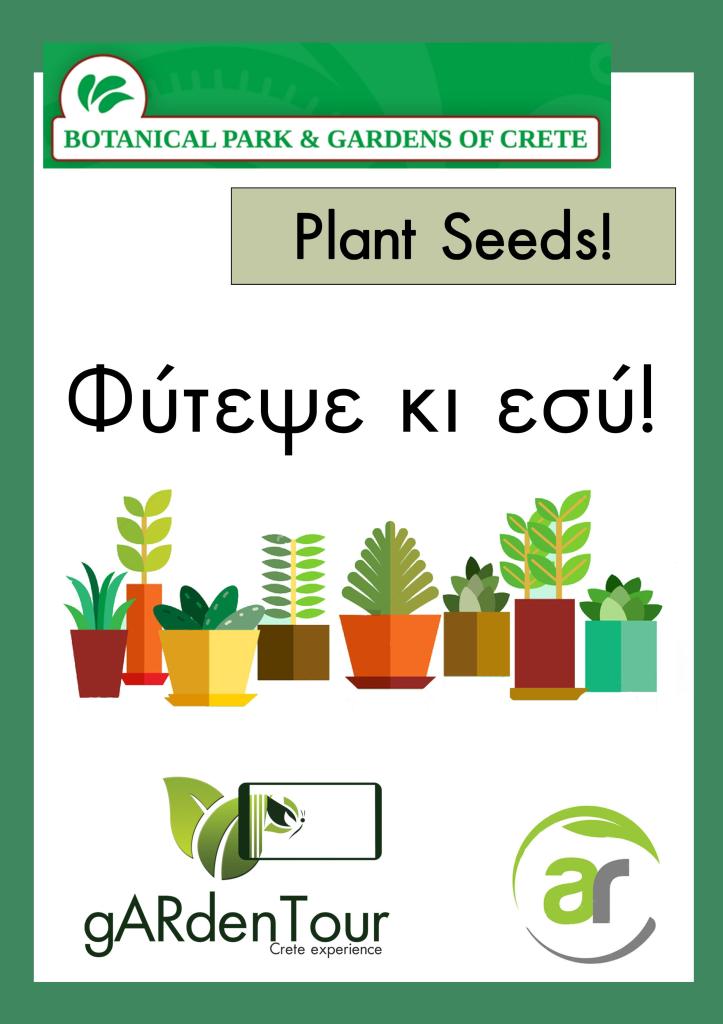 BOTANICAL PARK & GARDENS OF CRETE
Plant Seeds!
Φύτεψε κι εσύ!
gARdenTour
Crete experience
ar